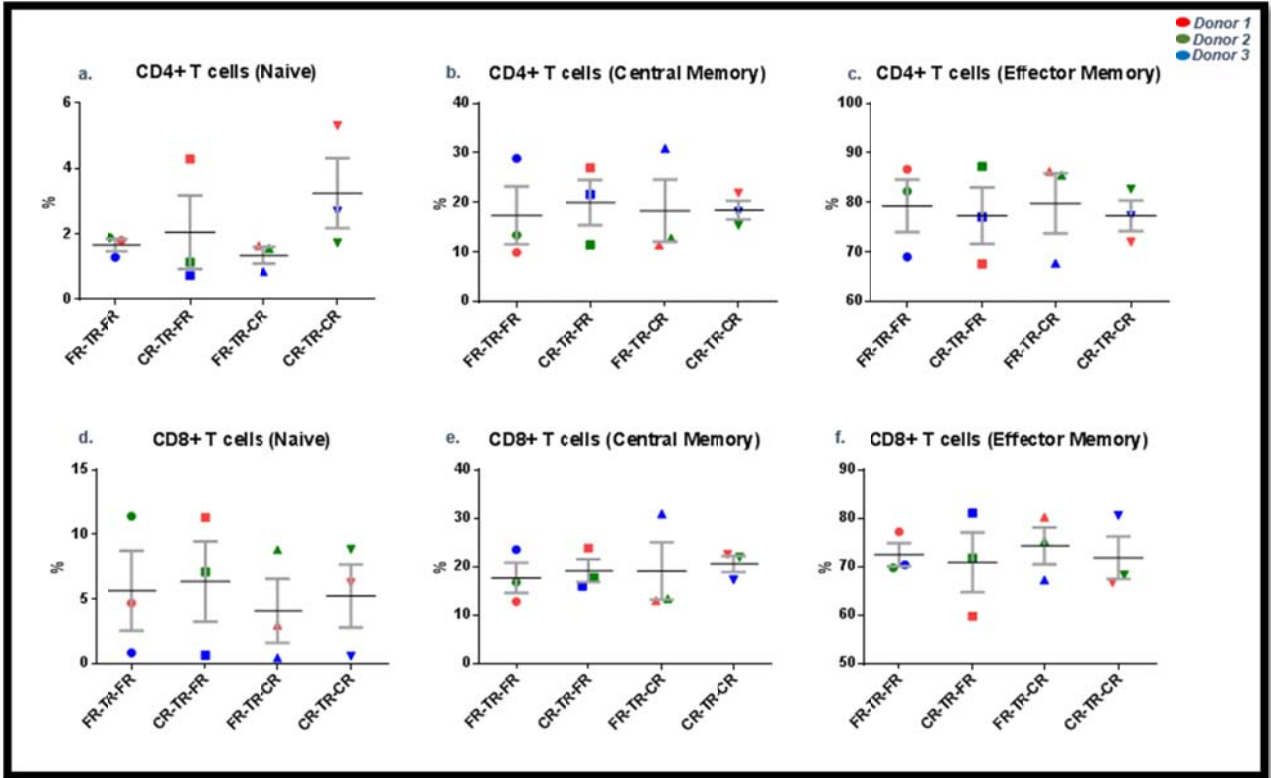 Donor 1
Donor 2
Donor 3
a. CD4+ T cells (Naive)
6
4
2
0
%
FR-TR-FR
CR-TR-FR
FR-TR-CR
CR-TR-CR
b. CD4+ T cells (Central Memory)
40
30
20
10
0
%
FR-TR-FR
CR-TR-FR
FR-TR-CR
CR-TR-CR
c. CD4+ T cells (Effector Memory)
100
90
80
70
60
%
FR-TR-FR
CR-TR-FR
FR-TR-CR
CR-TR-CR
d. CD8+ T cells (Naive)
15
10
5
0
%
FR-TR-FR
CR-TR-FR
FR-TR-CR
CR-TR-CR
e. CD8+ T cells (Central Memory)
40
30
20
10
0
%
FR-TR-FR
CR-TR-FR
FR-TR-CR
CR-TR-CR
f. CD8+ T cells (Effector Memory)
90
80
70
60
50
%
FR-TR-FR
CR-TR-FR
FR-TR-CR
CR-TR-CR